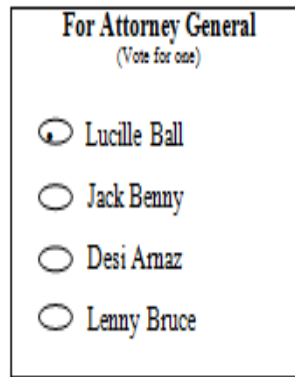 For Attorney General
(Vote for one)
Lucille Ball
Jack Benny
Desi Arnaz
Lenny Bruce